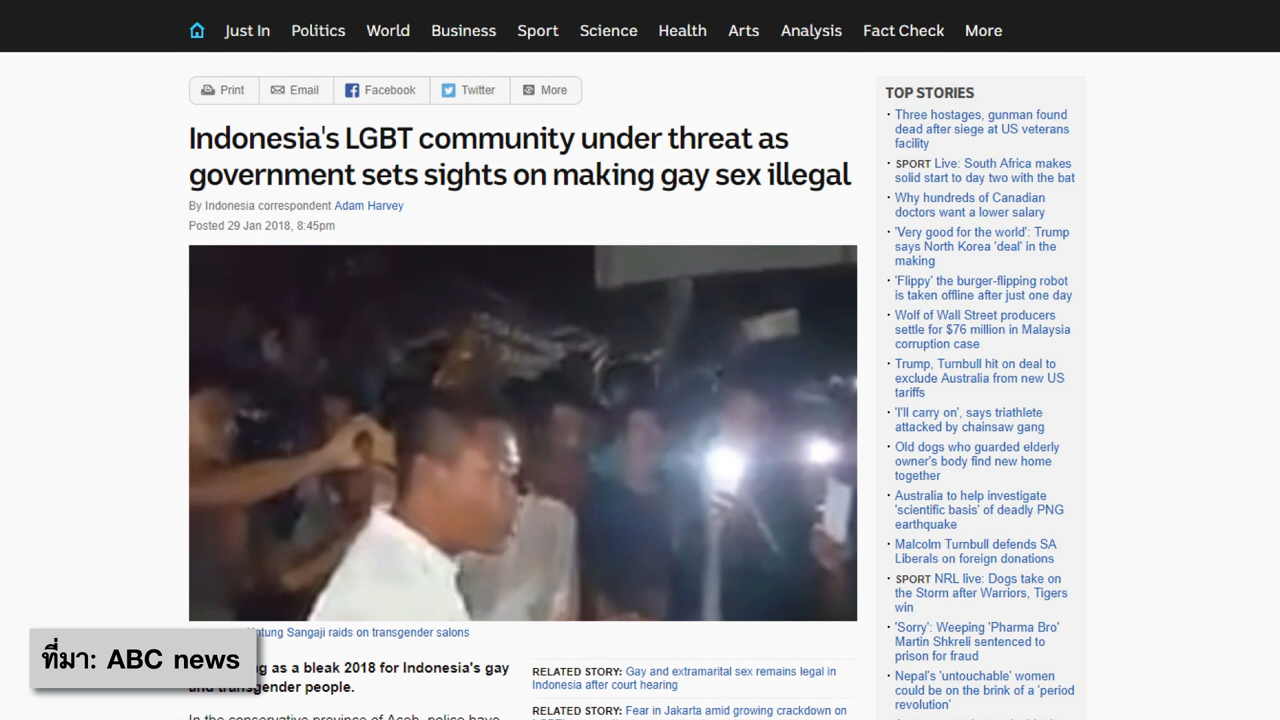 Just In Politics World Business Sport Science Health Arts Analysis Fact Check More
Print Email Facebook Twitter More
Indonesia's LGBT community under threat as
government sets sights on making gay sex illegal
By Indonesia correspondent Adam Harvey
Posted 29 Jan 2018, 8:45pm
Sangaji raids on transgender salons
as a bleak 2018 for Indonesia's gay
and transgender people.
In the conservative province of Aceh, police have
RELATED STORY: Gay and extramarital sex remains legal in
Indonesia after court hearing
RELATED STORY: Fear in Jakarta amid growing crackdown on
TOP STORIES
Three hostages, gunman found
dead after siege at US veterans
facility
SPORT Live: South Africa makes
solid start to day two with the bat
Why hundreds of Canadian
doctors want a lower salary
'Very good for the world': Trump
says North Korea 'deal' in the
making
'Flippy' the burger-flipping robot
is taken offline after just one day
Wolf of Wall Street producers
settle for $76 million in Malaysia
corruption case
Trump, Turnbull hit on deal to
exclude Australia from new US
tariffs
'I'll carry on', says triathlete
attacked by chainsaw gang
Old dogs who guarded elderly
owner's body find new home
together
Australia to help investigate
'scientific basis' of deadly PNG
earthquake
Malcolm Turnbull defends SA
Liberals on foreign donations
SPORT NRL live: Dogs take on
the Storm after Warriors, Tigers
win
'Sorry': Weeping 'Pharma Bro'
Martin Shkreli sentenced to
prison for fraud
Nepal's 'untouchable' women
could be on the brink of a 'period
revolution'
ที่มา: ABC news